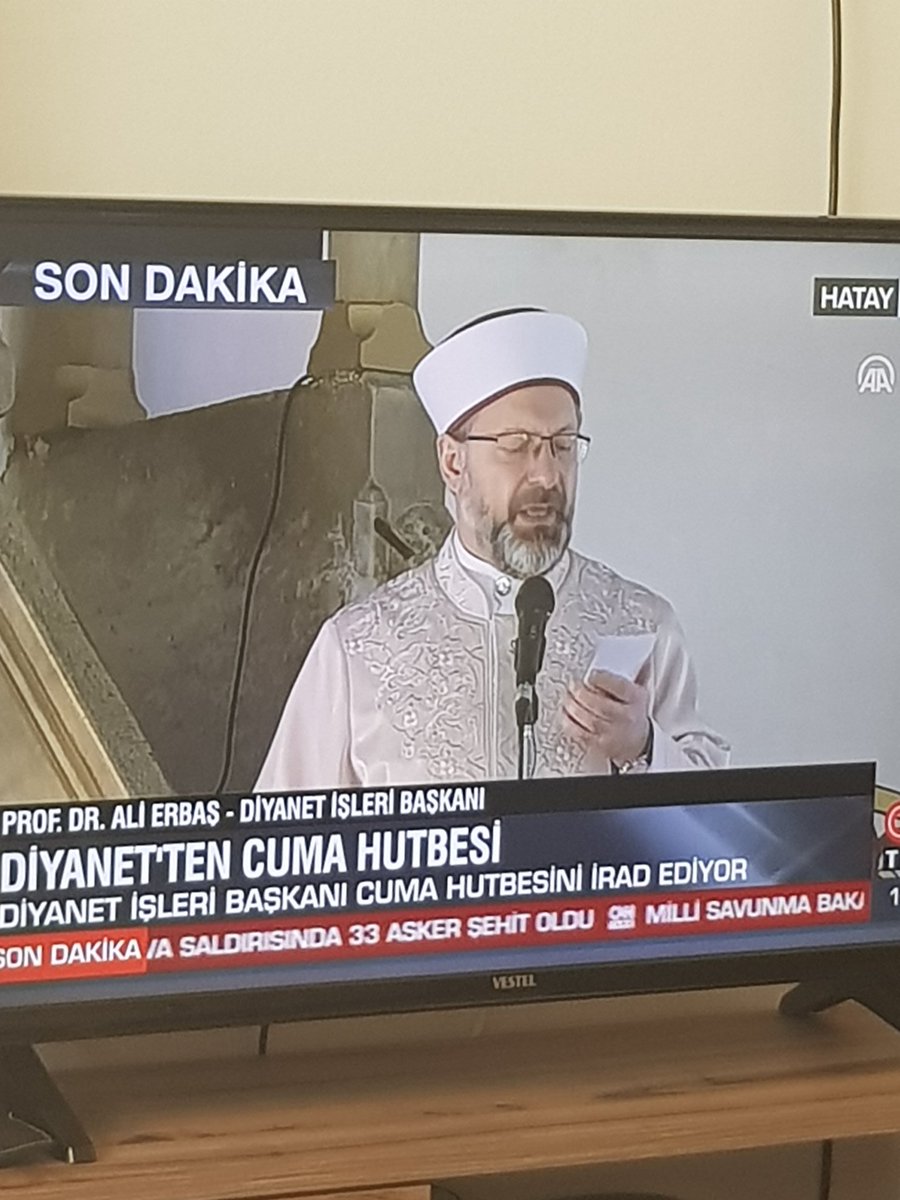 SON DAKİKA
HATAY
AA
PROF. DR. ALİ ERBAŞ - DİYANET İŞLERİ BAŞKANI
DİYANET'TEN CUMA HUTBESİ
DİYANET İŞLERİ BAŞKANI CUMA HUTBESİNİ İRAD EDİYOR
SON DAKİKA /A SALDIRISINDA 33 ASKER ŞEHİT OLDU MİLLİ SAVUNMA BAKA
VESTEL